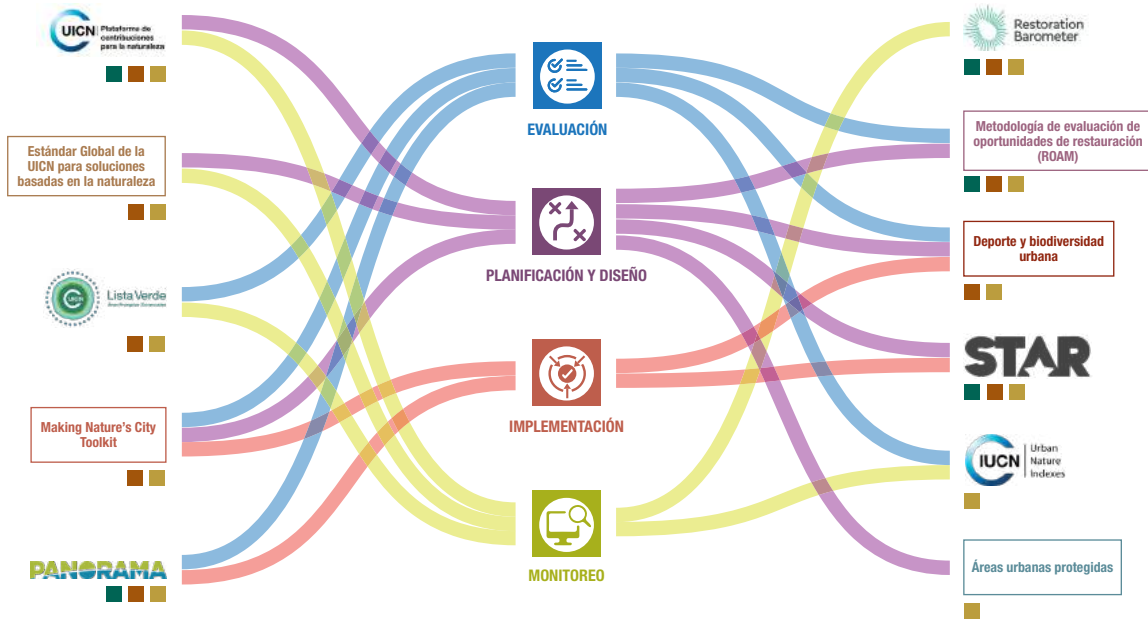 UICN
Plataforma de
contribuciones
para la naturaleza
Estándar Global de la
UICN para soluciones
basadas en la naturaleza
UICN
Lista Verde
Making Nature's City
Toolkit
PANORAMA
EVALUACIÓN
PLANIFICACIÓN Y DISEÑO
IMPLEMENTACIÓN
MONITOREO
Restoration
Barometer
Metodología de evaluación de
oportunidades de restauración
(ROAM)
Deporte y biodiversidad
urbana
STAR
IUCN
Urban
Nature
Indexes
Áreas urbanas protegidas